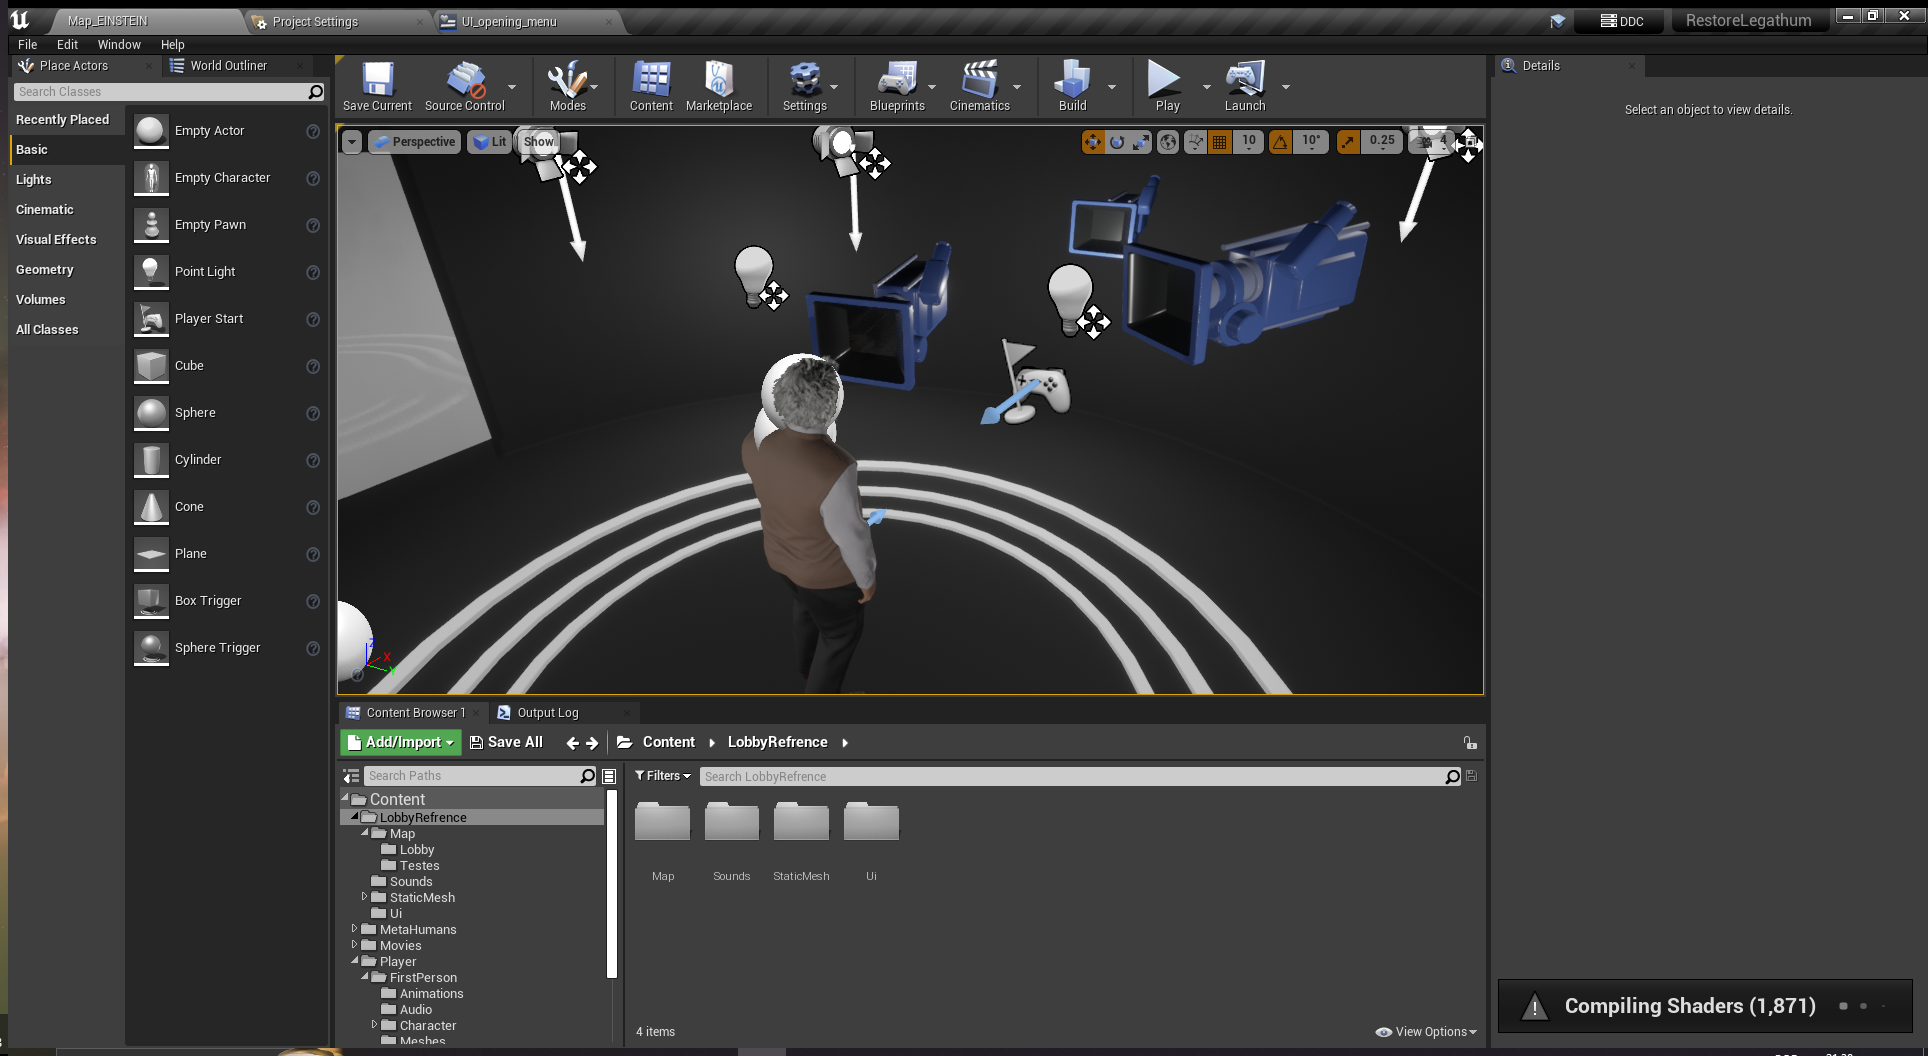 Map_EINSTEIN
Project Settings
UI_opening_menu
DDC
RestoreLegathum
File Edit Window Help
Place Actors
World Outliner
Search Classes
Recently Placed
Basic
Lights
Cinematic
Visual Effects
Geometry
Volumes
All Classes
Empty Actor
Empty Character
Empty Pawn
Point Light
Player Start
Cube
Sphere
Cylinder
Cone
Plane
Box Trigger
Sphere Trigger
Save Current
Source Control
Modes
Content
Marketplace
Settings
Blueprints
Cinematics
Build
Play
Launch
Perspective
Lit
Show
10
10°
0.25
4
Z
X
Y
Details
Select an object to view details.
Content Browser 1
Output Log
Add/Import
Save All
Content
LobbyRefrence
Search Paths
Filters
Search LobbyRefrence
Content
LobbyRefrence
Map
Lobby
Testes
Sounds
StaticMesh
Ui
MetaHumans
Movies
Player
FirstPerson
Animations
Audio
Character
Meshes
Map
Sounds
StaticMesh
Ui
4 items
View Options
Compiling Shaders (1,871)